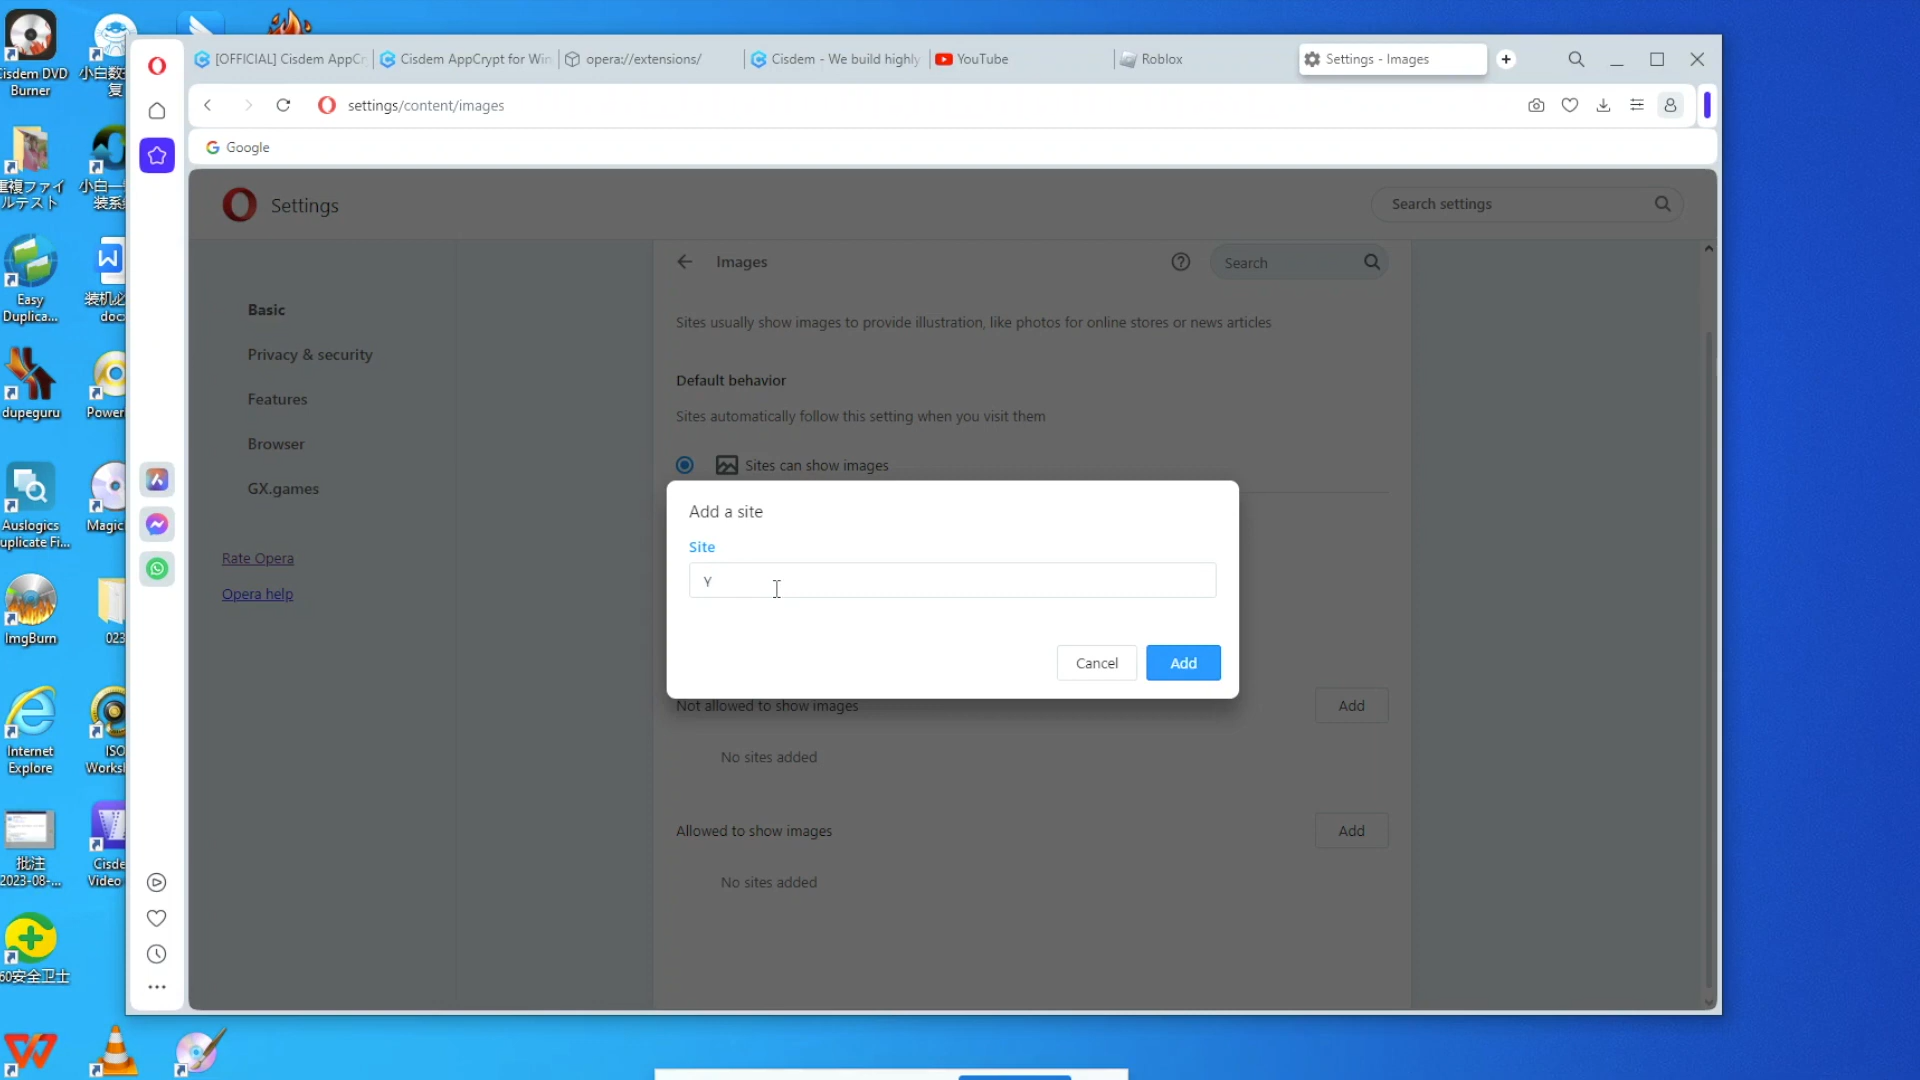 [OFFICIAL] Cisdem AppCr
Cisdem AppCrypt for Win
opera://extensions/
Cisdem - We build highly
YouTube
Roblox
Settings - Images
settings/content/images
Google
Settings
Search settings
Images
Search
Basic
Privacy & security
Features
Browser
GX.games
Rate Opera
Opera help
Sites usually show images to provide illustration, like photos for online stores or news articles
Default behavior
Sites automatically follow this setting when you visit them
Sites can show images
Add a site
Site
Y
Cancel
Add
Not allowed to show images
Add
No sites added
Allowed to show images
Add
No sites added
Cisdem DVD
Burner
小白数
复
重複ファイ
ルテスト
小白一
装系
Easy
Duplica...
装机必
doc
dupeguru
Power
Auslogics
uplicate Fi...
Magic
ImgBurn
023
Internet
Explore
ISO
Works
批注
2023-08-...
Cisde
Video
60安全卫士